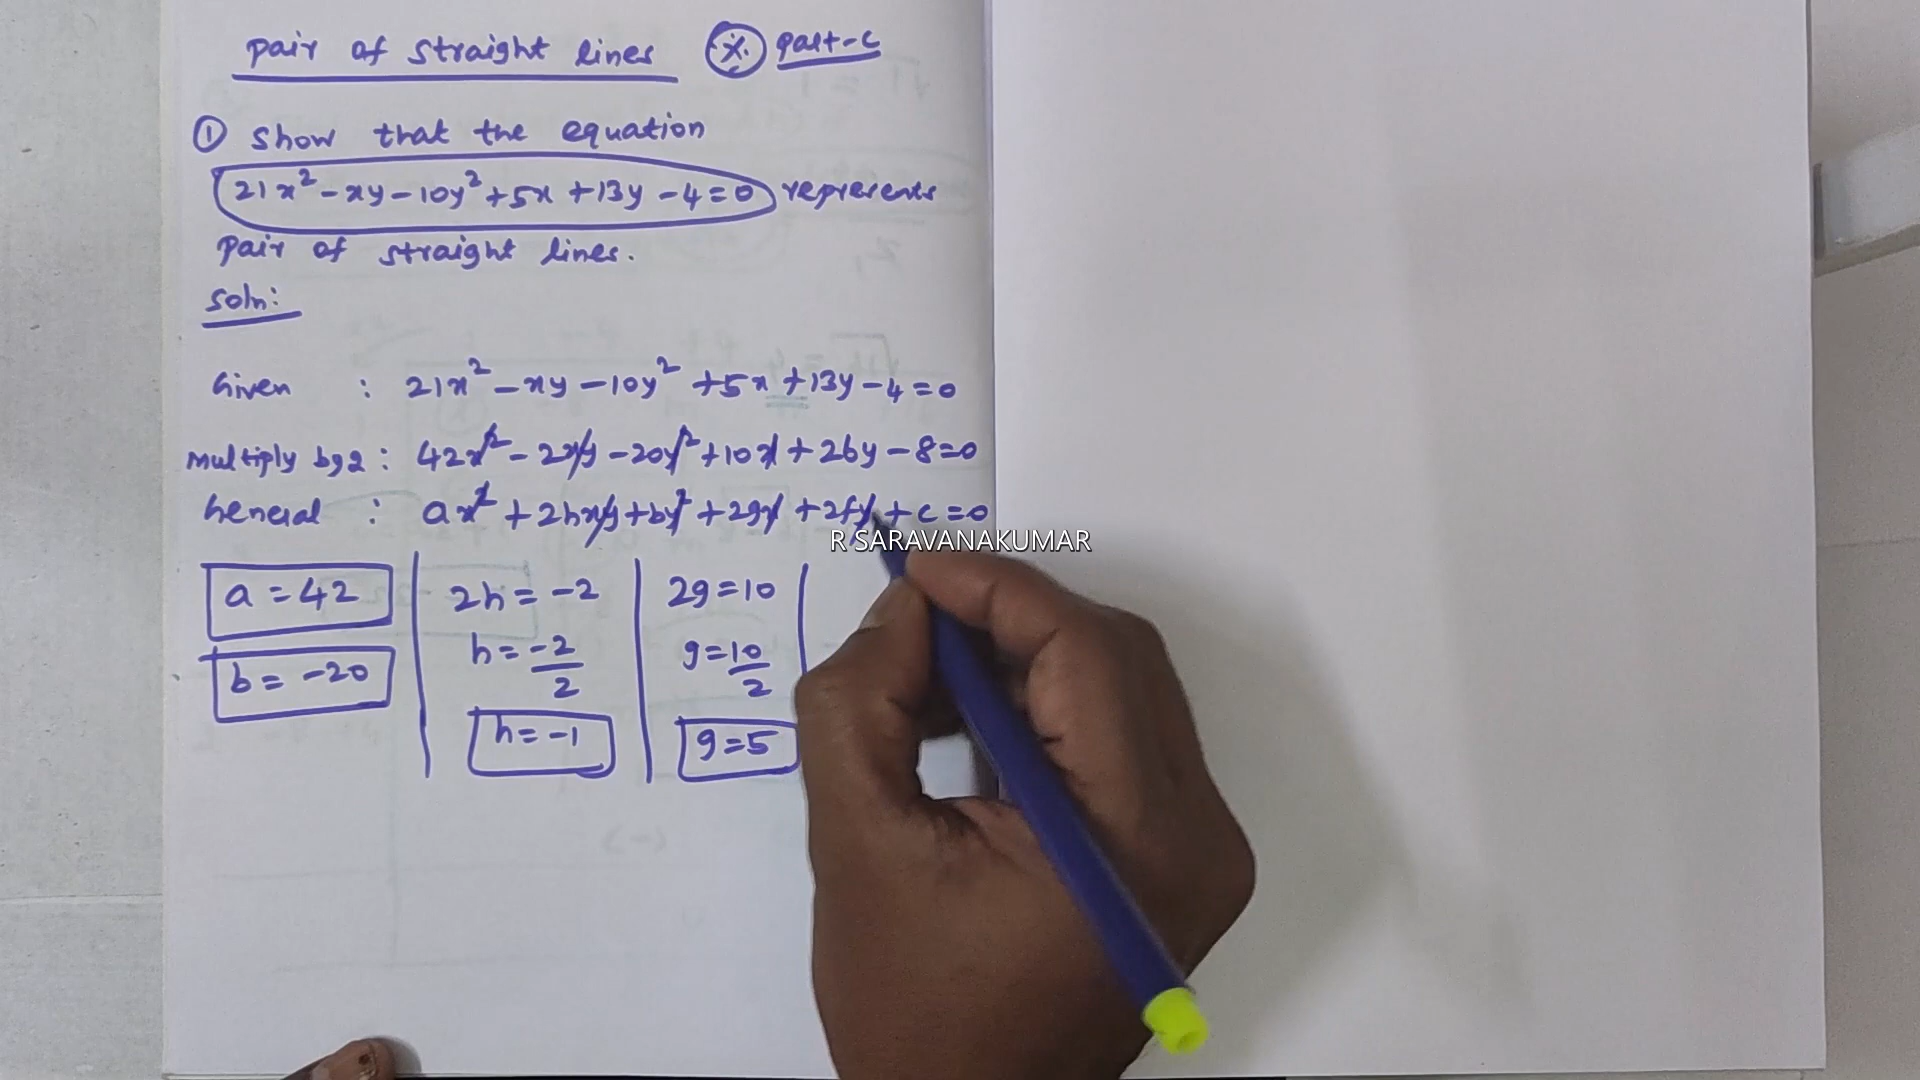 pair of straight lines (X) part-c
① Show that the equation
21x² - xy - 10y² + 5x + 13y - 4 = 0 represents
pair of straight lines.
Soln:
Given : 21x² - xy - 10y² + 5x + 13y - 4 = 0
Multiply by 2 : 42x² - 2xy - 20y² + 10x + 26y - 8 = 0
General : ax² + 2hxy + by² + 2gx + 2fy + c = 0
R SARAVANAKUMAR
a = 42
b = -20
2h = -2
h = -2/2
h = -1
2g = 10
g = 10/2
g = 5